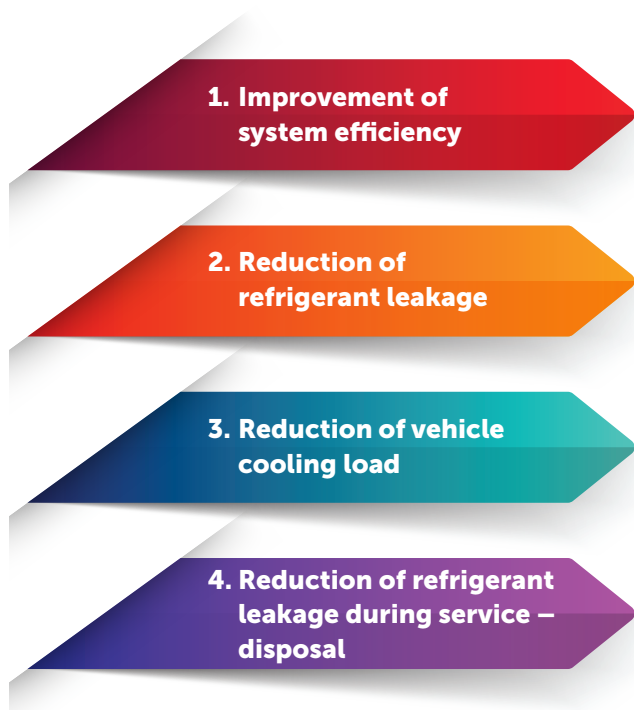 1. Improvement of
system efficiency
2. Reduction of
refrigerant leakage
3. Reduction of vehicle
cooling load
4. Reduction of refrigerant
leakage during service –
disposal